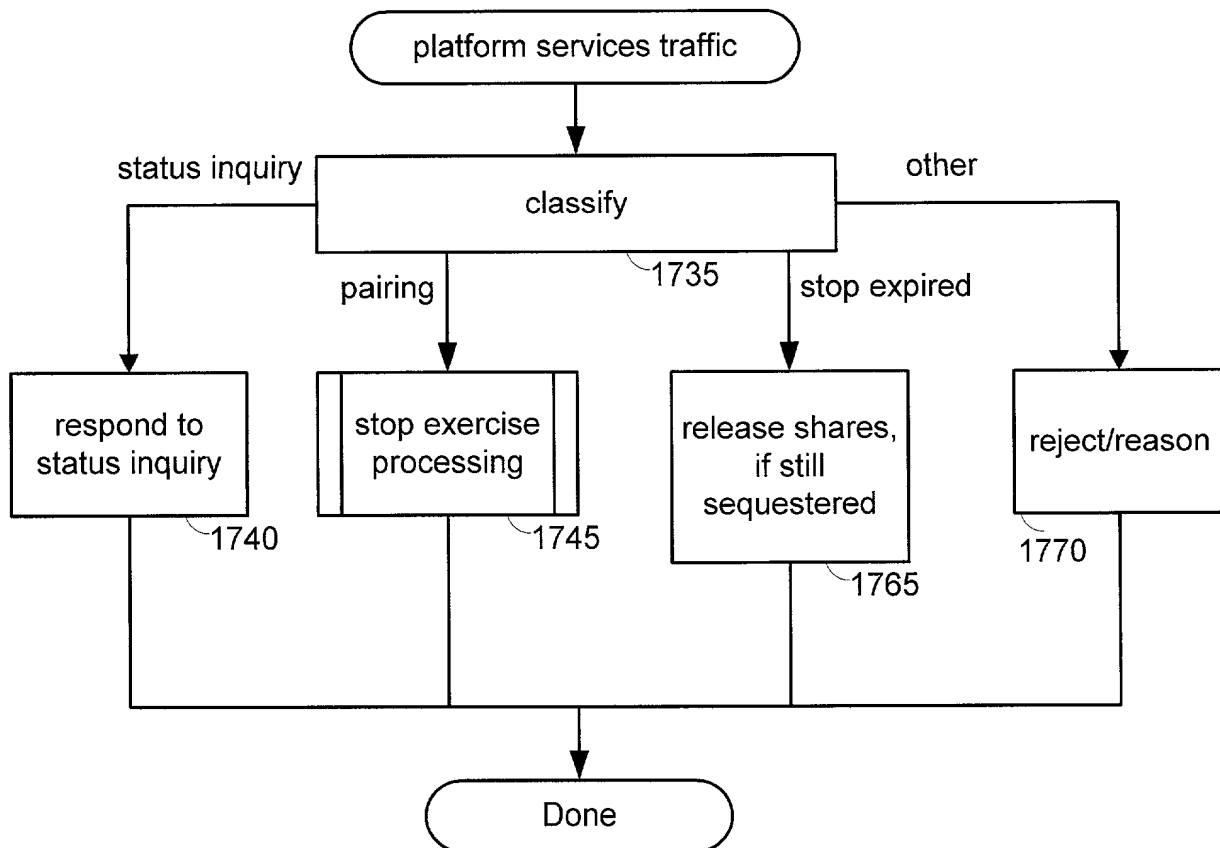 platform services traffic
status inquiry
other
classify
1735
pairing
stop expired
respond to
status inquiry
1740
stop exercise
processing
1745
release shares,
if still
sequestered
1765
reject/reason
1770
Done